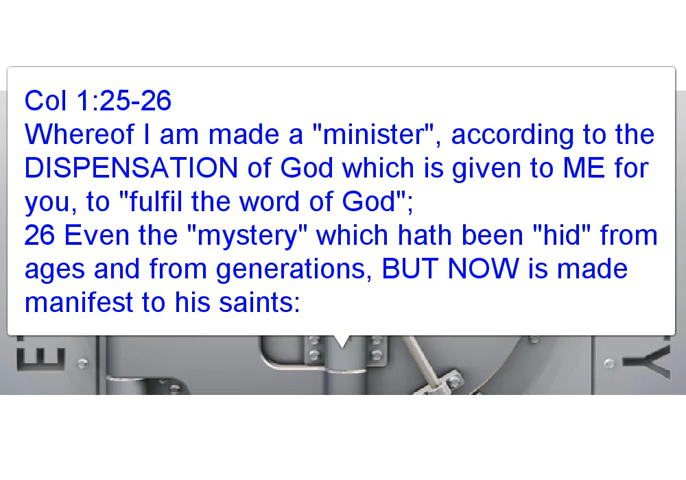 Col 1:25-26
Whereof I am made a "minister", according to the
DISPENSATION of God which is given to ME for
you, to "fulfil the word of God";
26 Even the "mystery" which hath been "hid" from
ages and from generations, BUT NOW is made
manifest to his saints: